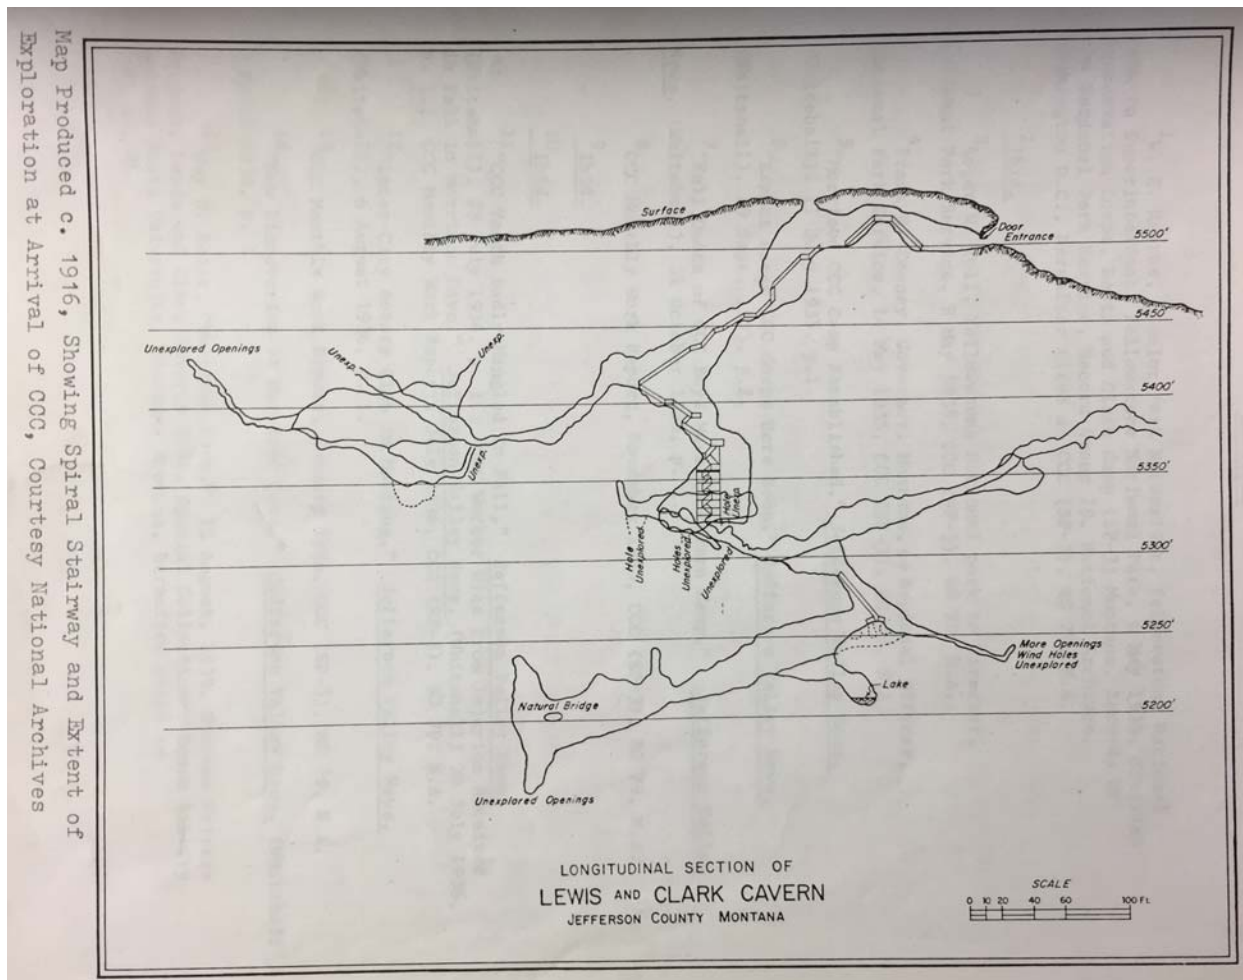 Map Produced c. 1916, Showing Spiral Stairway and Extent of
Exploration at Arrival of CCC, Courtesy National Archives
Surface
Door
Entrance
5500'
5450'
Unexplored Openings
Unexp.
Unexp.
5400'
Unexp.
5350'
Hole
Unexp.
Hole
Unexplored
Holes
Unexplored
Unexplored
5300'
5250'
More Openings
Wind Holes
Unexplored
Lake
Natural Bridge
5200'
Unexplored Openings
LONGITUDINAL SECTION OF
LEWIS AND CLARK CAVERN
JEFFERSON COUNTY MONTANA
SCALE
0 10 20 40 60 100 FT.